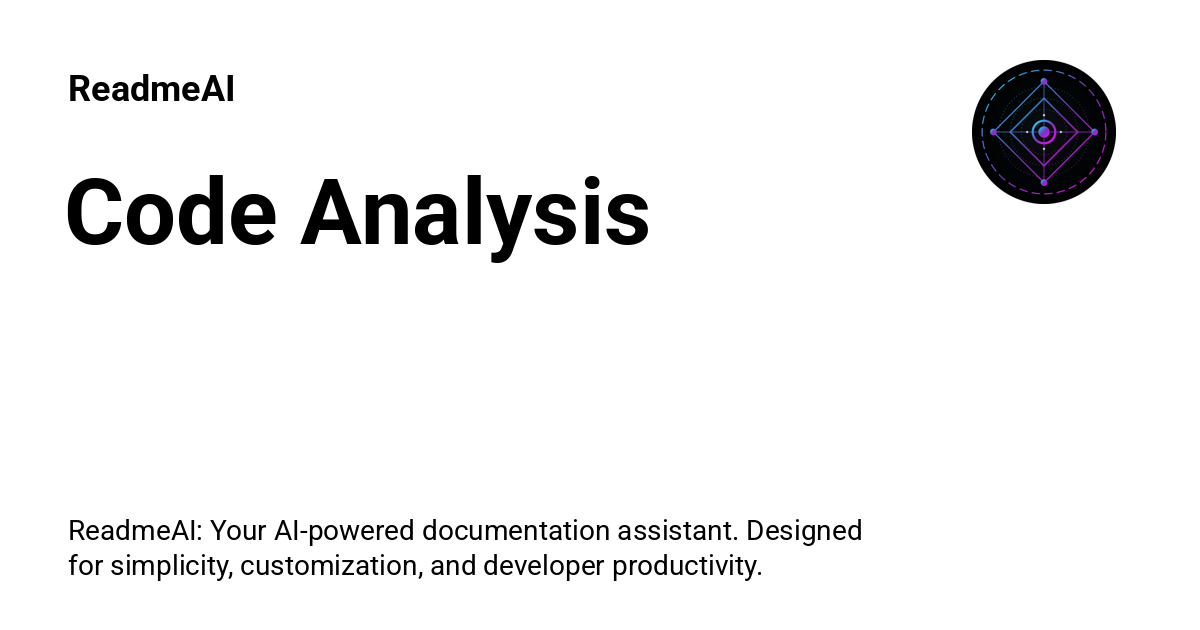 ReadmeAI
Code Analysis
ReadmeAI: Your AI-powered documentation assistant. Designed
for simplicity, customization, and developer productivity.